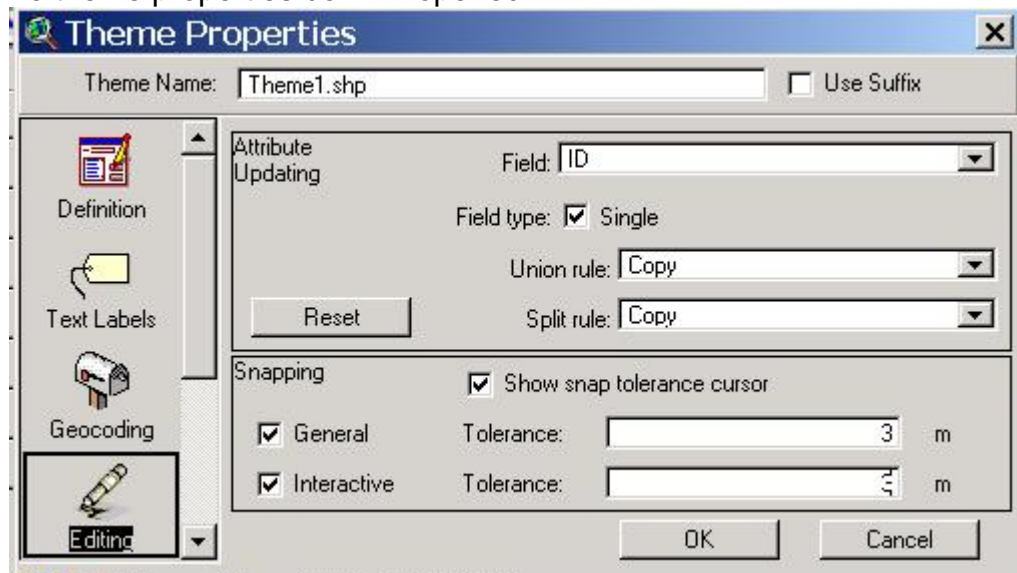 Theme Properties
Theme Name: Theme1.shp Use Suffix
Definition
Text Labels
Geocoding
Editing
Attribute
Updating
Field: ID
Field type: Single
Union rule: Copy
Reset Split rule: Copy
Snapping Show snap tolerance cursor
General Tolerance: 3 m
Interactive Tolerance: m
OK Cancel